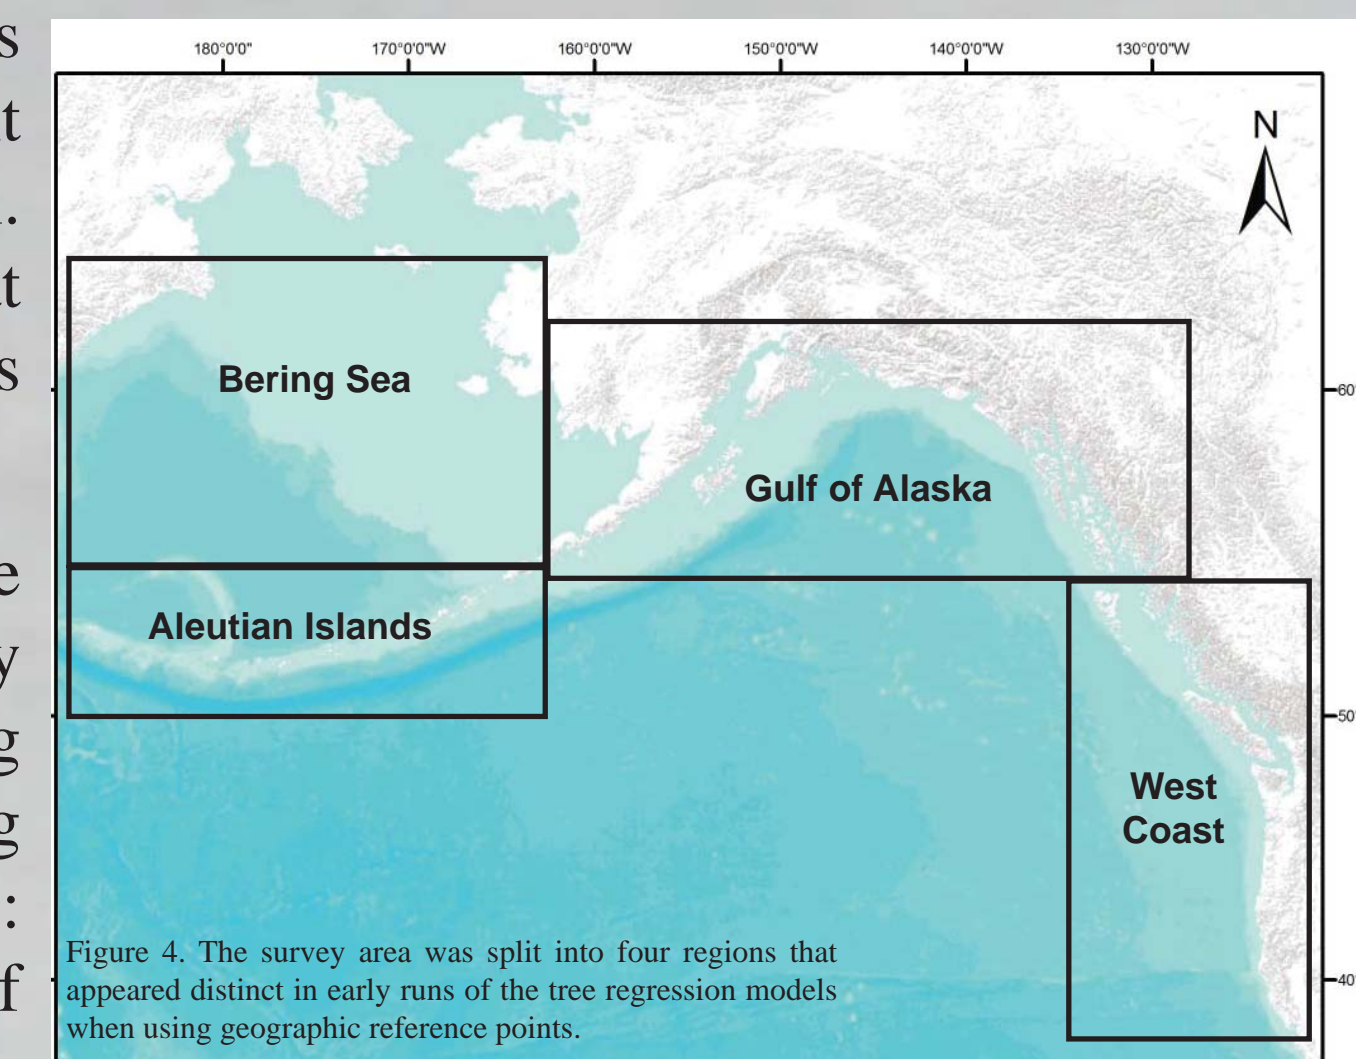 s
t
.
at
s
e
y
g
g
:
f
180°0'0"
170°0'0"W
160°0'0"W
150°0'0"W
140°0'0"W
130°0'0"W
N
60°
50°
40°
Bering Sea
Gulf of Alaska
Aleutian Islands
West
Coast
Figure 4. The survey area was split into four regions that
appeared distinct in early runs of the tree regression models
when using geographic reference points.